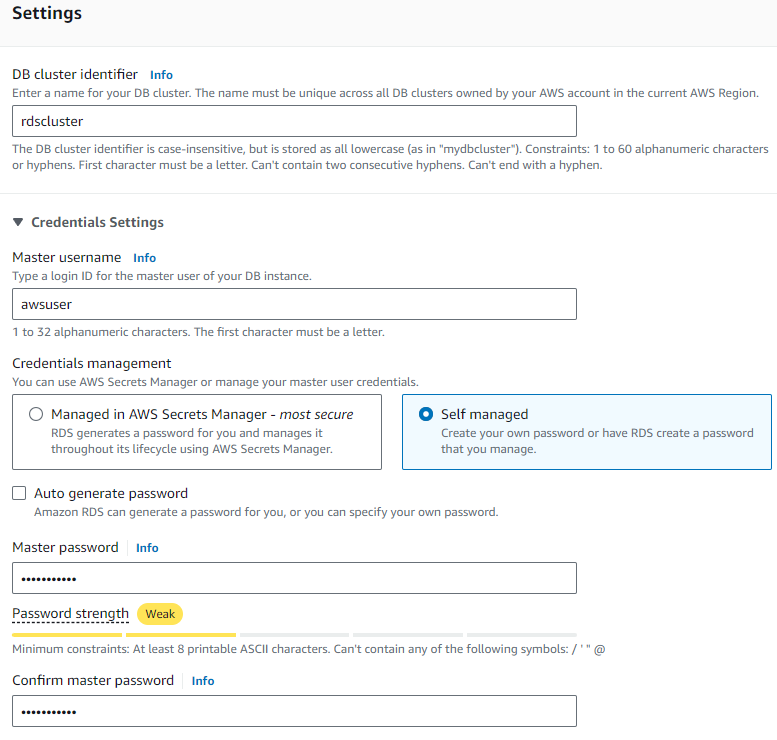 Settings
DB cluster identifier Info
Enter a name for your DB cluster. The name must be unique across all DB clusters owned by your AWS account in the current AWS Region.
rdscluster
The DB cluster identifier is case-insensitive, but is stored as all lowercase (as in "mydbcluster"). Constraints: 1 to 60 alphanumeric characters
or hyphens. First character must be a letter. Can't contain two consecutive hyphens. Can't end with a hyphen.
▼ Credentials Settings
Master username Info
Type a login ID for the master user of your DB instance.
awsuser
1 to 32 alphanumeric characters. The first character must be a letter.
Credentials management
You can use AWS Secrets Manager or manage your master user credentials.
Managed in AWS Secrets Manager - most secure
RDS generates a password for you and manages it
throughout its lifecycle using AWS Secrets Manager.
Self managed
Create your own password or have RDS create a password
that you manage.
Auto generate password
Amazon RDS can generate a password for you, or you can specify your own password.
Master password Info
•••••••••••
Password strength Weak
Minimum constraints: At least 8 printable ASCII characters. Can't contain any of the following symbols: / ' " @
Confirm master password Info
•••••••••••